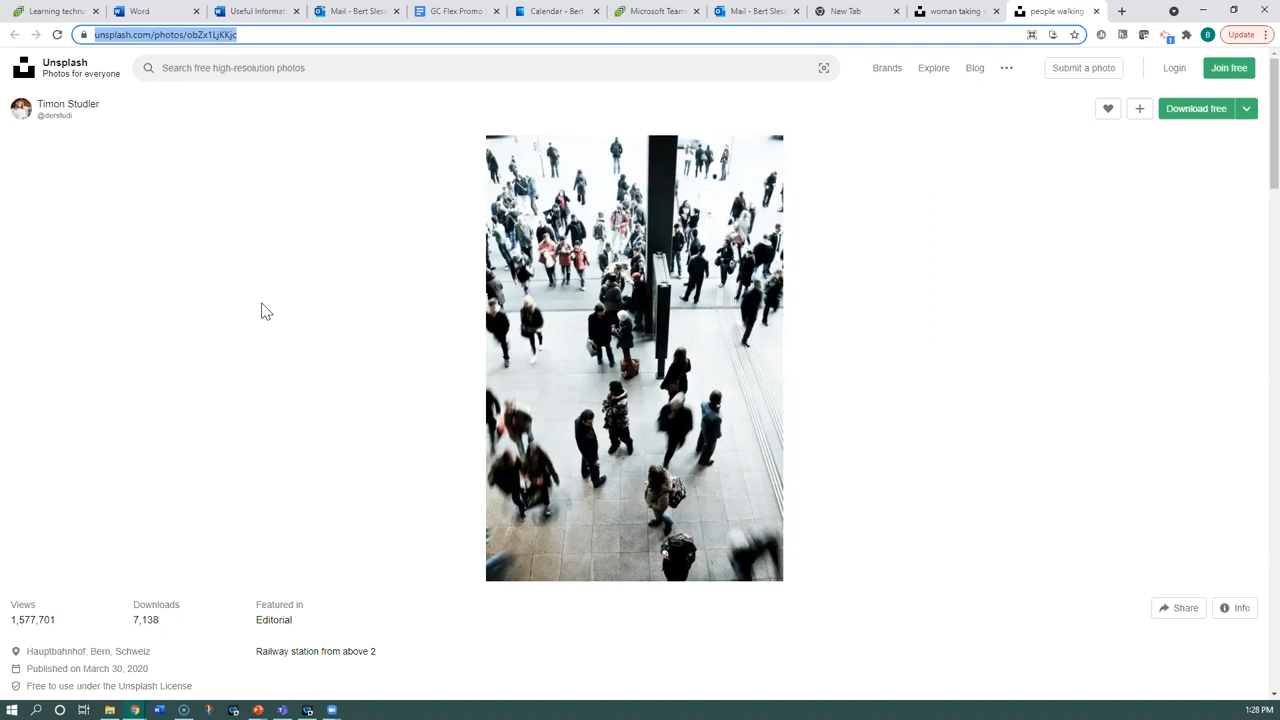 Learning techno
Word
Useful Informat
Mail - Bert Sless
GC Flex Promo
Calendar - Bert
Microsoft Teams
Mail - Bert Sless
New Tab
woman taking s
people walking
unsplash.com/photos/obZx1LjKKjc
Update
Unsplash
Photos for everyone
Search free high-resolution photos
Brands
Explore
Blog
Submit a photo
Login
Join free
Timon Studler
@derstudi
Download free
Views
Downloads
Featured in
1,577,701
7,138
Editorial
Share
Info
Hauptbahnhof, Bern, Schweiz
Railway station from above 2
Published on March 30, 2020
Free to use under the Unsplash License
1:28 PM